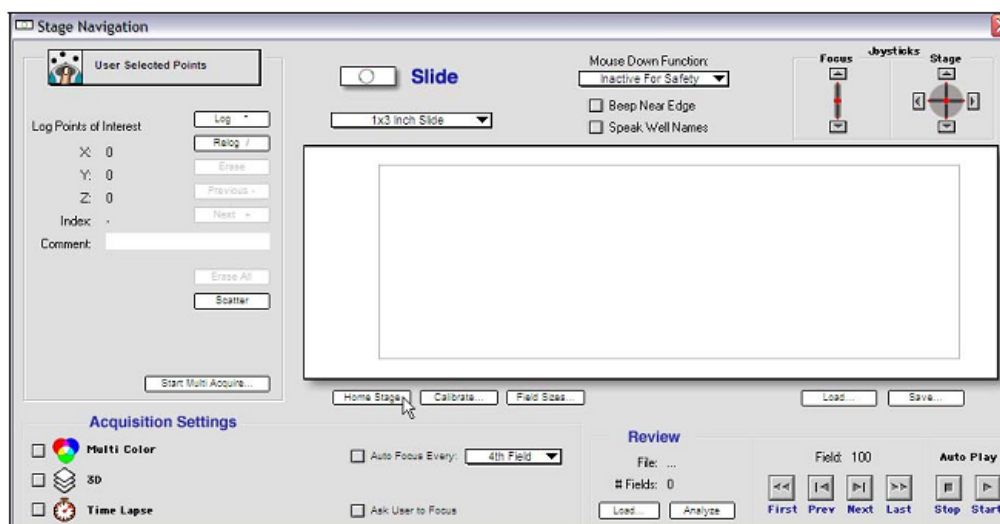 Stage Navigation
User Selected Points
Log Points of Interest
Log *
Relog /
X: 0
Erase
Y: 0
Previous -
Z: 0
Next +
Index: -
Comment:
Erase All
Scatter
Start Multi Acquire...
Slide
1x3 Inch Slide
Mouse Down Function:
Inactive For Safety
Beep Near Edge
Speak Well Names
Joysticks
Focus
Stage
Home Stage
Calibrate...
Field Sizes...
Load...
Save...
Acquisition Settings
Multi Color
3D
Time Lapse
Auto Focus Every: 4th Field
Ask User to Focus
Review
File: ...
# Fields: 0
Load...
Analyze
Field: 100
Auto Play
First Prev Next Last Stop Start